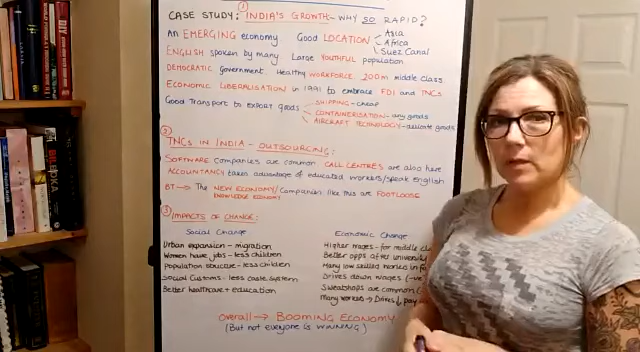 ①
CASE STUDY: INDIA'S GROWTH - WHY SO RAPID?
An EMERGING economy. Good LOCATION
Asia
Africa
Suez Canal
ENGLISH spoken by many. Large YOUTHFUL population
DEMOCRATIC Government. Healthy WORKFORCE. 200m middle class
ECONOMIC LIBERALISATION in 1991 to embrace FDI and TNCs
Good Transport to export goods
SHIPPING - cheap
CONTAINERISATION - any goods
AIRCRAFT TECHNOLOGY - delicate goods
②
TNCs IN INDIA - OUTSOURCING:
SOFTWARE companies are common CALL CENTRES are also here
ACCOUNTANCY takes advantage of educated workers/speak english
BT → The NEW ECONOMY/ Companies like this are FOOTLOOSE
KNOWLEDGE ECONOMY
③
IMPACTS OF CHANGE:
Social Change
Urban expansion - migration
Women have jobs - less children
Population structure - less children
Social Customs - less caste system
Better healthcare + education
Economic Change
Higher wages - for middle
Better opps after
Many low skilled
Drives down wages
Sweatshops are common
Many workers → Drives ↓ pay
Overall → BOOMING ECONOMY
(But not everyone is WINNING)
DIY